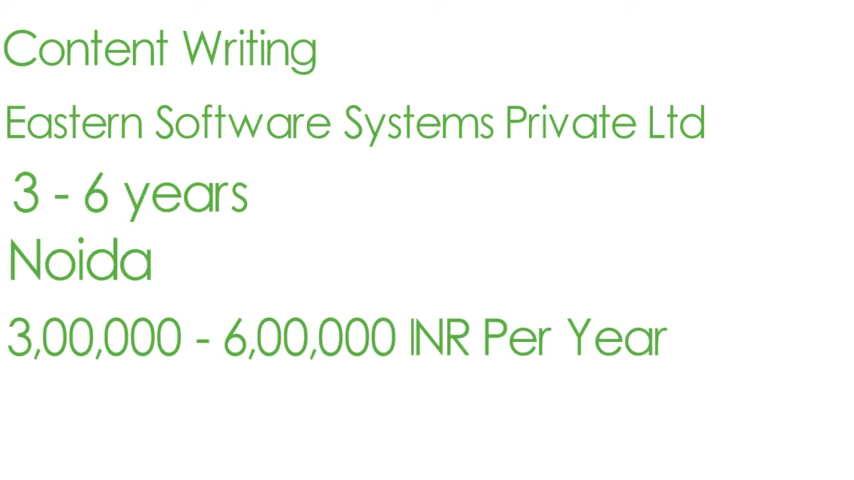 Content Writing
Eastern Software Systems Private Ltd
3 - 6 years
Noida
3,00,000 - 6,00,000 INR Per Year